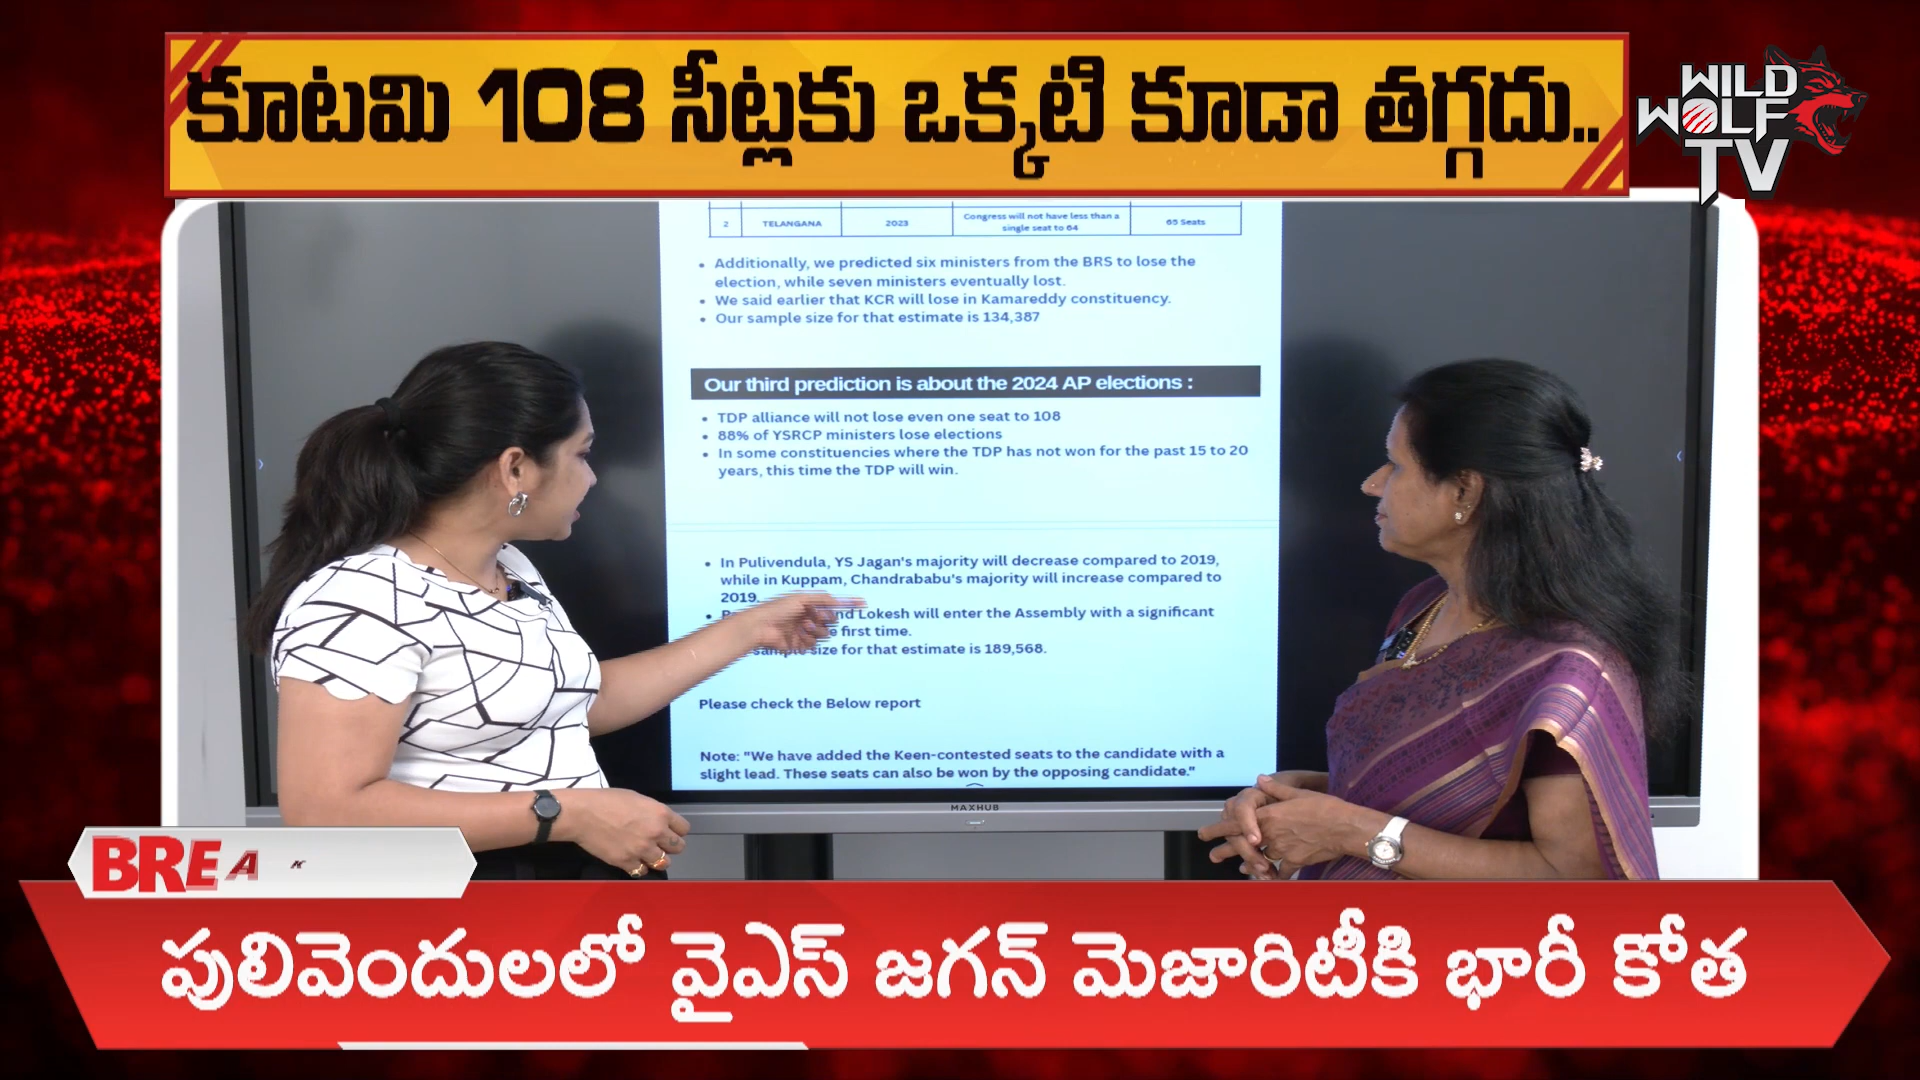 కూటమి 108 సీట్లకు ఒక్కటి కూడా తగ్గదు..
WILD
WOLF
TV
2 TELANGANA 2023 Congress will not have less than a single seat to 64 65 Seats
• Additionally, we predicted six ministers from the BRS to lose the
election, while seven ministers eventually lost.
• We said earlier that KCR will lose in Kamareddy constituency.
• Our sample size for that estimate is 134,387
Our third prediction is about the 2024 AP elections :
• TDP alliance will not lose even one seat to 108
• 88% of YSRCP ministers lose elections
• In some constituencies where the TDP has not won for the past 15 to 20
years, this time the TDP will win.
• In Pulivendula, YS Jagan's majority will decrease compared to 2019,
while in Kuppam, Chandrababu's majority will increase compared to
2019.
• Lokesh will enter the Assembly with a significant
first time.
sample size for that estimate is 189,568.
Please check the Below report
Note: "We have added the Keen-contested seats to the candidate with a
slight lead. These seats can also be won by the opposing candidate."
MAXHUB
BREAK
పులివెందులలో వైఎస్ జగన్ మెజారిటీకి భారీ కోత